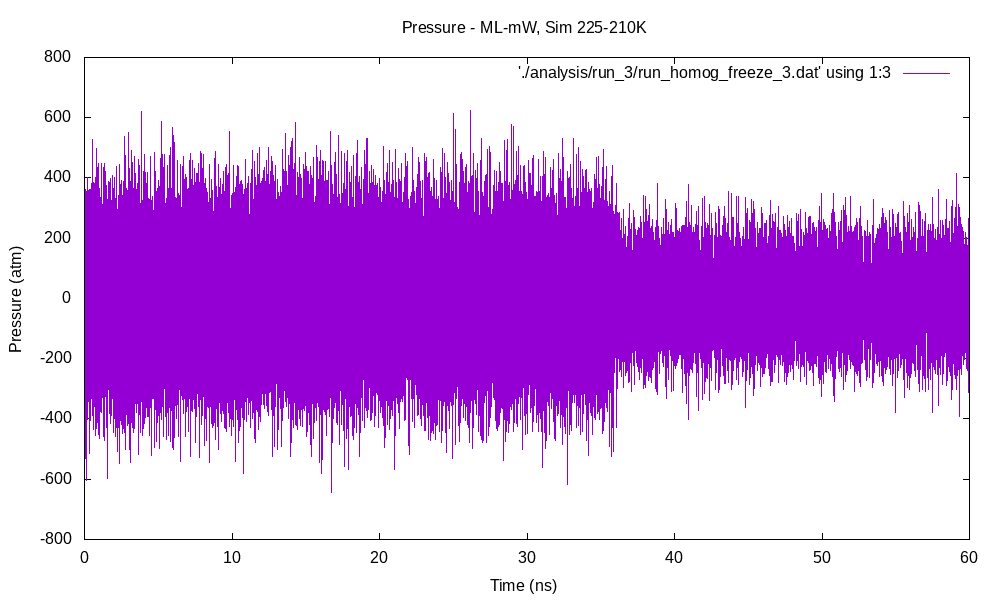 Pressure - ML-mW, Sim 225-210K
'./analysis/run_3/run_homog_freeze_3.dat' using 1:3
800
600
400
200
0
-200
-400
-600
-800
Pressure (atm)
0 10 20 30 40 50 60
Time (ns)